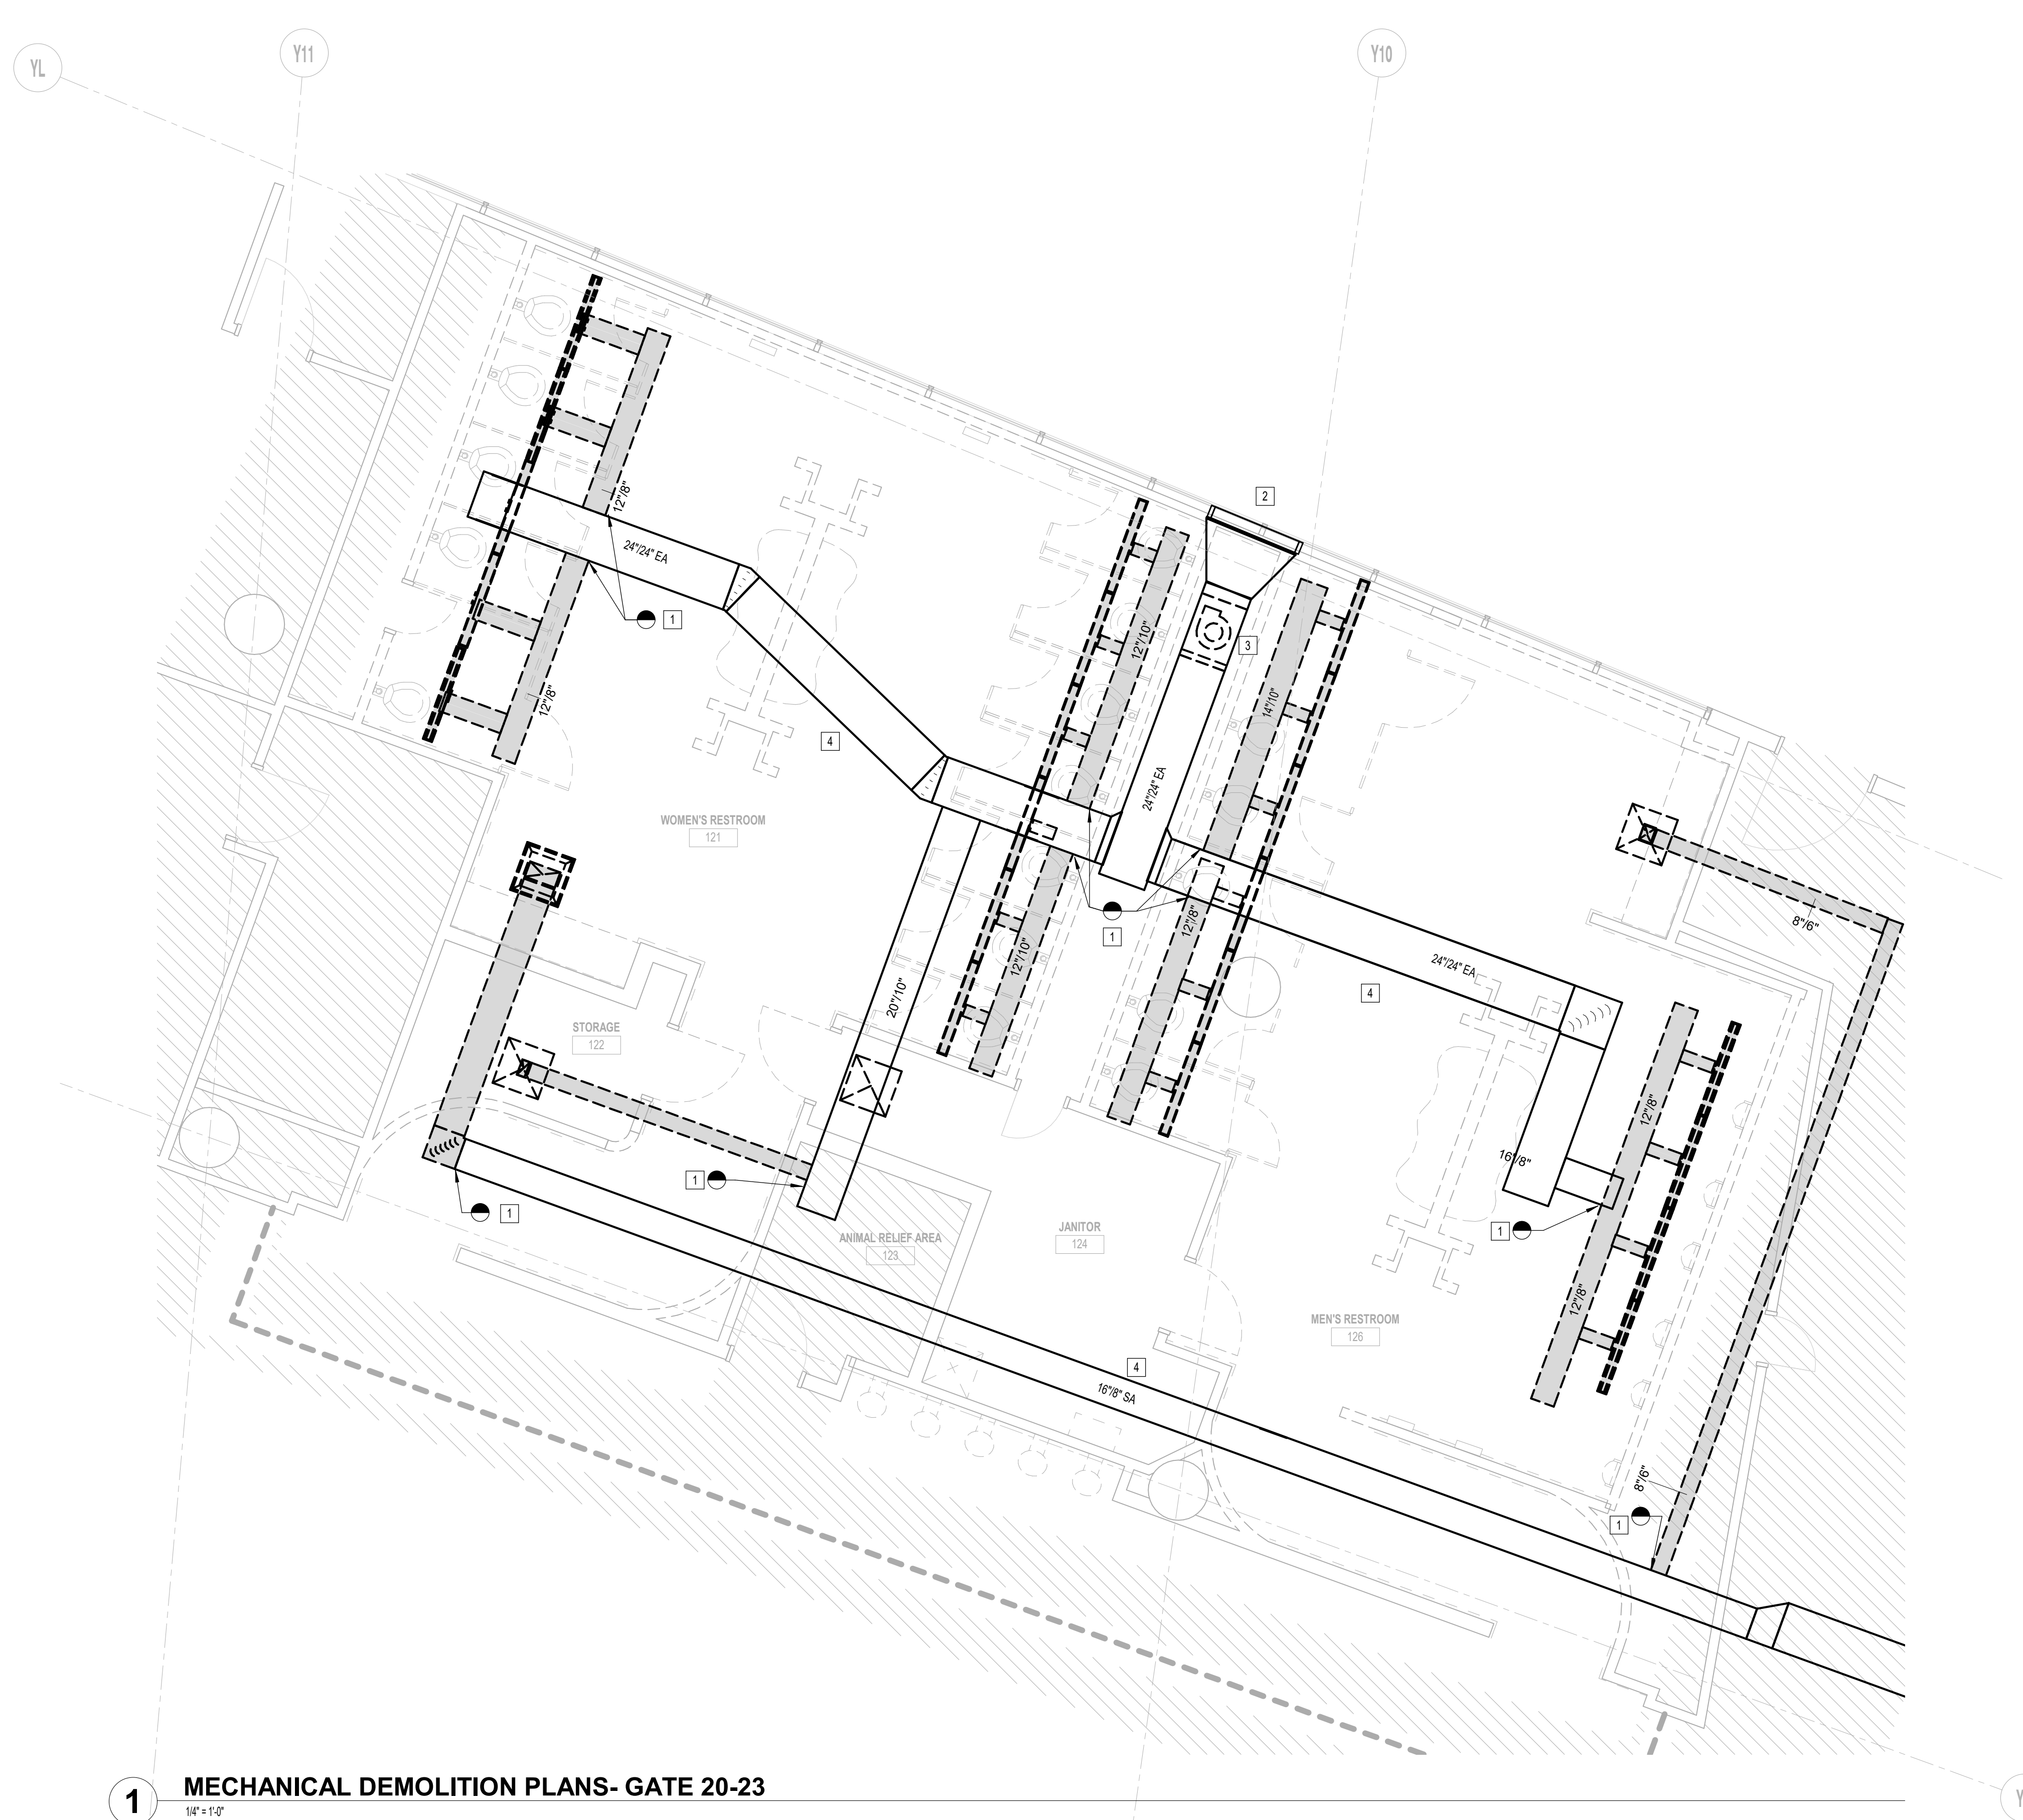 YL
Y11
Y10
2
12"/8"
24"/24" EA
1
3
12"/10"
14"/10"
12"/8"
4
24"/24" EA
WOMEN'S RESTROOM
121
12"/8"
8"/6"
1
12"/10"
24"/24" EA
4
20"/10"
STORAGE
122
12"/8"
16"/8"
1
1
ANIMAL RELIEF AREA
123
JANITOR
124
1
12"/8"
MEN'S RESTROOM
126
4
16"/8" SA
8"/6"
1
1
MECHANICAL DEMOLITION PLANS- GATE 20-23
1/4" = 1'-0"